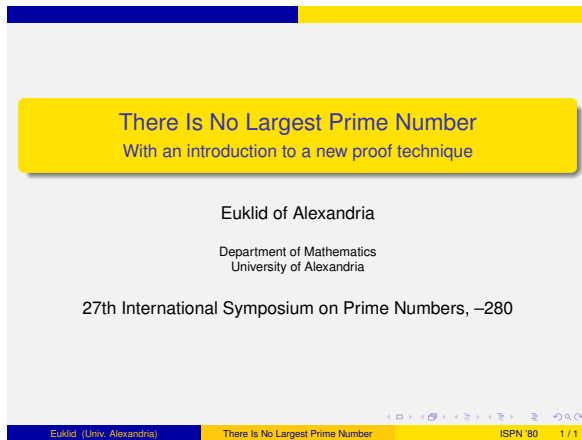 There Is No Largest Prime Number
With an introduction to a new proof technique
Euklid of Alexandria
Department of Mathematics
University of Alexandria
27th International Symposium on Prime Numbers, –280
Euklid (Univ. Alexandria) There Is No Largest Prime Number ISPN '80 1 / 1